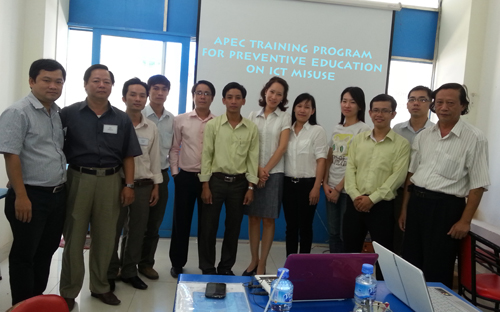 APEC TRAINING PROGRAM
FOR PREVENTIVE EDUCATION
ON ICT MISUSE